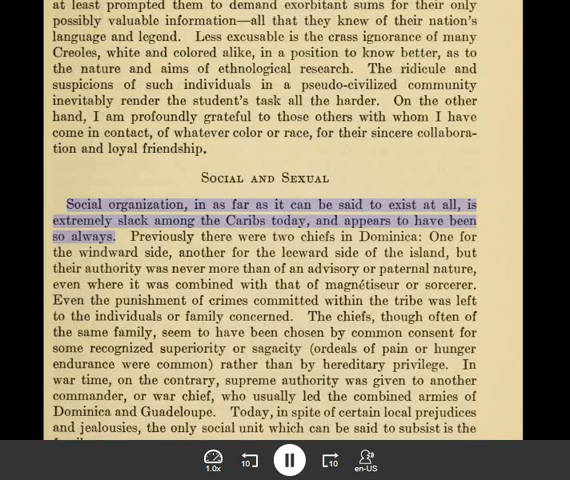 at least prompted them to demand exorbitant sums for their only
possibly valuable information—all that they knew of their nation's
language and legend. Less excusable is the crass ignorance of many
Creoles, white and colored alike, in a position to know better, as to
the nature and aims of ethnological research. The ridicule and
suspicions of such individuals in a pseudo-civilized community
inevitably render the student's task all the harder. On the other
hand, I am profoundly grateful to those others with whom I have
come in contact, of whatever color or race, for their sincere collabora-
tion and loyal friendship.
Social and Sexual
Social organization, in as far as it can be said to exist at all, is
extremely slack among the Caribs today, and appears to have been
so always. Previously there were two chiefs in Dominica: One for
the windward side, another for the leeward side of the island, but
their authority was never more than of an advisory or paternal nature,
even where it was combined with that of magnétiseur or sorcerer.
Even the punishment of crimes committed within the tribe was left
to the individuals or family concerned. The chiefs, though often of
the same family, seem to have been chosen by common consent for
some recognized superiority or sagacity (ordeals of pain or hunger
endurance were common) rather than by hereditary privilege. In
war time, on the contrary, supreme authority was given to another
commander, or war chief, who usually led the combined armies of
Dominica and Guadeloupe. Today, in spite of certain local prejudices
and jealousies, the only social unit which can be said to subsist is the
1.0x
10
10
en-US